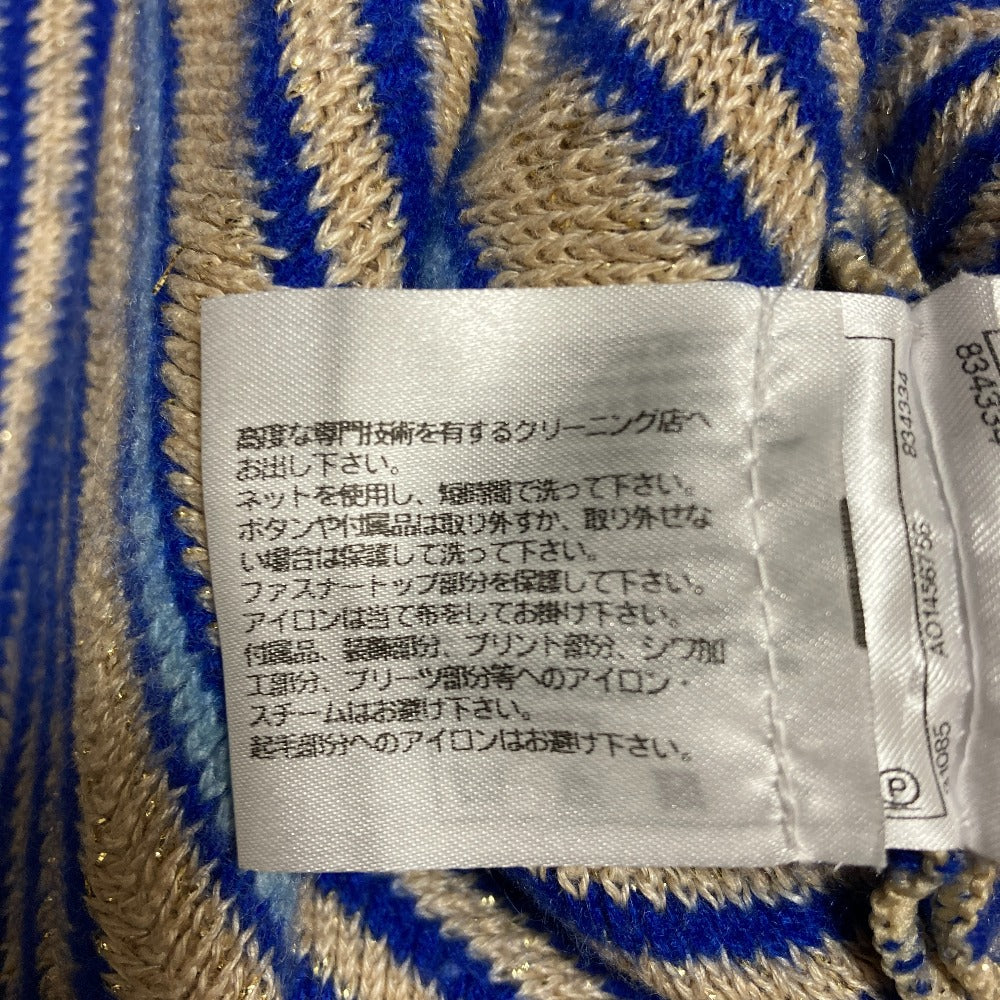 高度な専門技術を有するクリーニング店へ
お出し下さい。
ネットを使用し、短時間で洗って下さい。
ボタンや付属品は取り外すか、取り外せな
い場合は保護して洗って下さい。
ファスナートップ部分を保護して下さい。
アイロンは当て布をしてお掛け下さい。
付属品、装飾部分、プリント部分、シワ加
工部分、プリーツ部分等へのアイロン・
スチームはお避け下さい。
起毛部分へのアイロンはお避け下さい。
834334
AO1456756
P